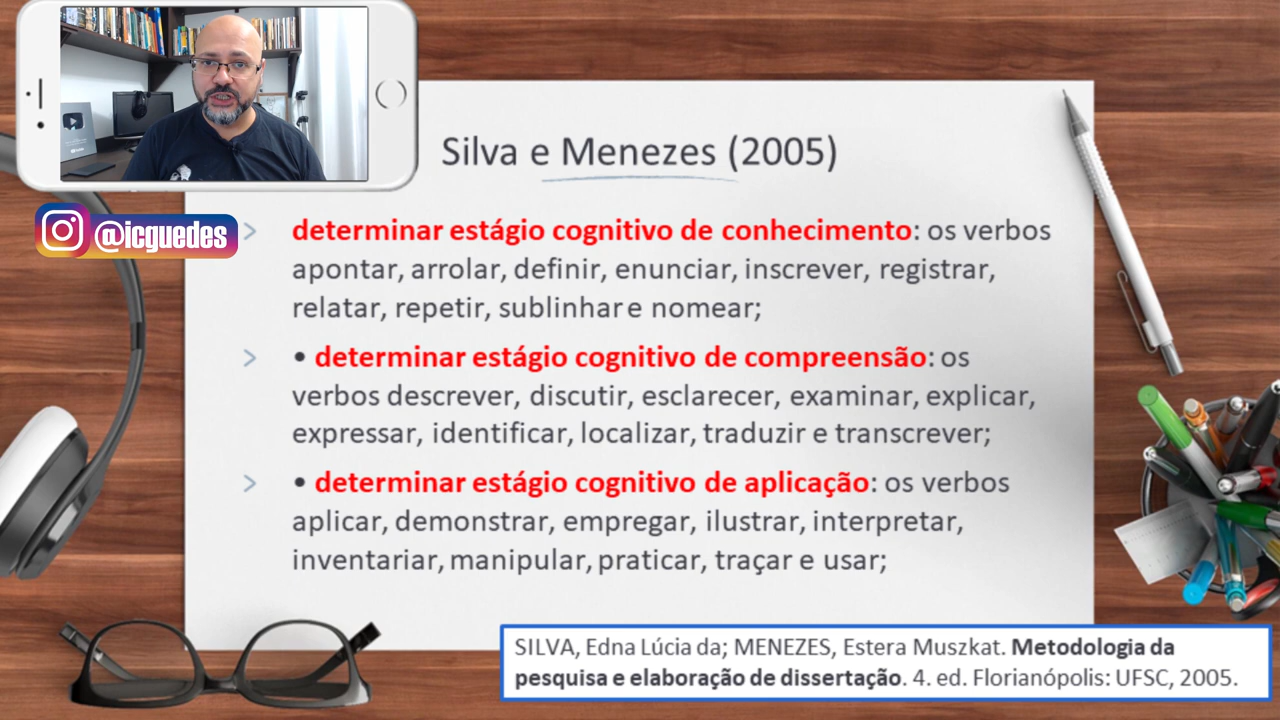 Silva e Menezes (2005)
@icguedes
determinar estágio cognitivo de conhecimento: os verbos
apontar, arrolar, definir, enunciar, inscrever, registrar,
relatar, repetir, sublinhar e nomear;
• determinar estágio cognitivo de compreensão: os
verbos descrever, discutir, esclarecer, examinar, explicar,
expressar, identificar, localizar, traduzir e transcrever;
• determinar estágio cognitivo de aplicação: os verbos
aplicar, demonstrar, empregar, ilustrar, interpretar,
inventariar, manipular, praticar, traçar e usar;
SILVA, Edna Lúcia da; MENEZES, Estera Muszkat. Metodologia da
pesquisa e elaboração de dissertação. 4. ed. Florianópolis: UFSC, 2005.